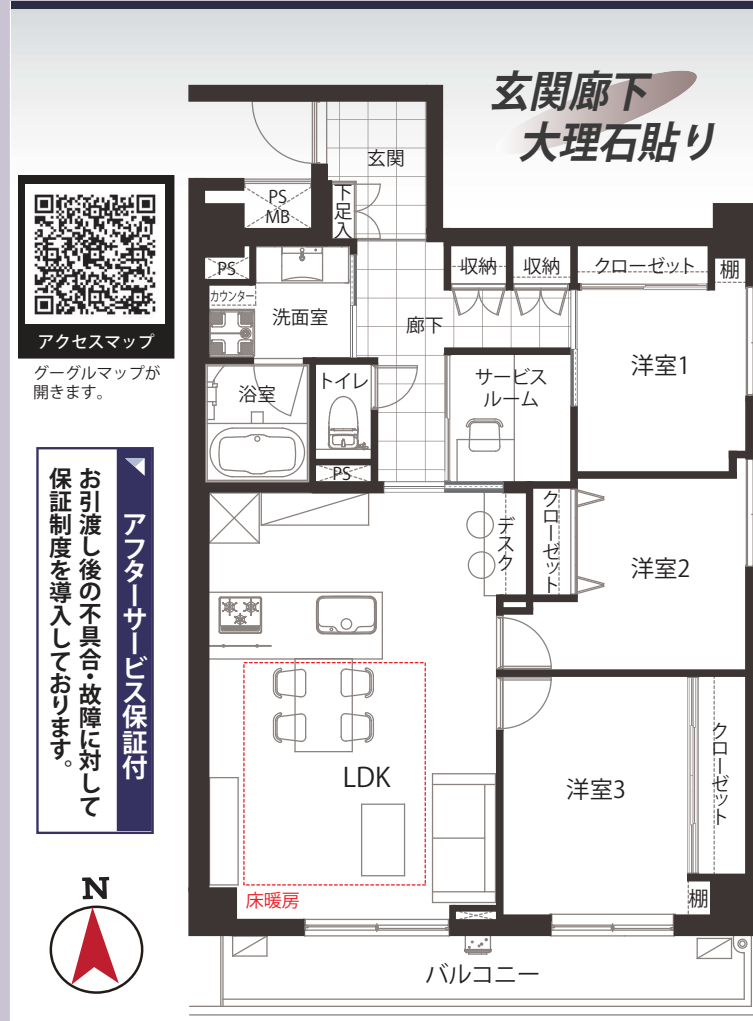 玄関廊下
大理石貼り
アクセスマップ
グーグルマップが
開きます。
アフターサービス保証付
お引渡し後の不具合・故障に対して
保証制度を導入しております。
N
玄関
PS
MB
下足入
PS
カウンター
洗面室
収納
収納
クローゼット
棚
廊下
洋室1
浴室
トイレ
サービス
ルーム
PS
デスク
クローゼット
洋室2
LDK
洋室3
クローゼット
床暖房
棚
バルコニー